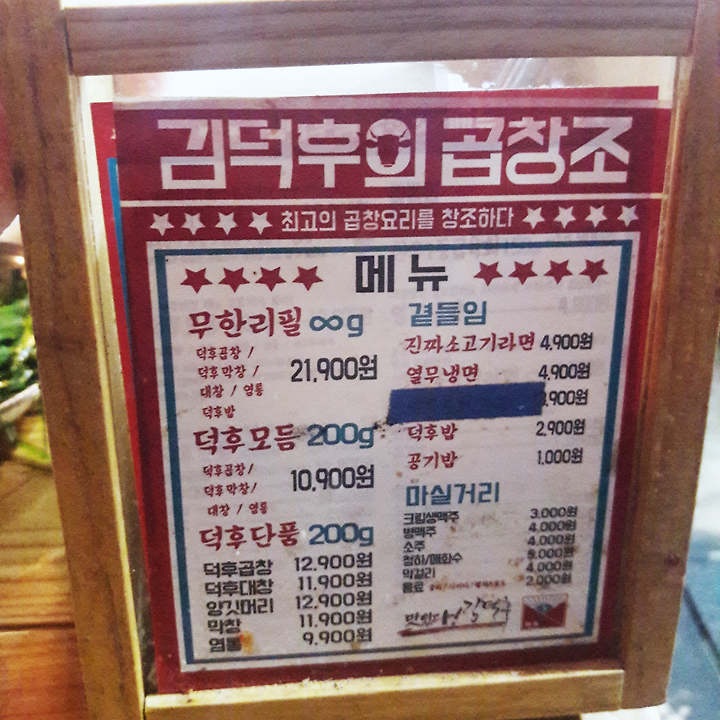 김덕후의 곱창조
최고의 곱창요리를 창조하다
메뉴
무한리필 ∞g
덕후곱창 /
덕후막창 /
대창 / 염통
덕후밥
21,900원
덕후모듬 200g
덕후곱창 /
덕후막창 /
대창 / 염통
10,900원
덕후단품 200g
덕후곱창 12,900원
덕후대창 11,900원
양깃머리 12,900원
막창 11,900원
염통 9,900원
곁들임
진짜소고기라면 4,900원
열무냉면 4,900원
,900원
덕후밥 2,900원
공기밥 1,000원
마실거리
크림생맥주 3,000원
병맥주 4,000원
소주 4,000원
청하/매화수 5,000원
막걸리 4,000원
음료 2,000원